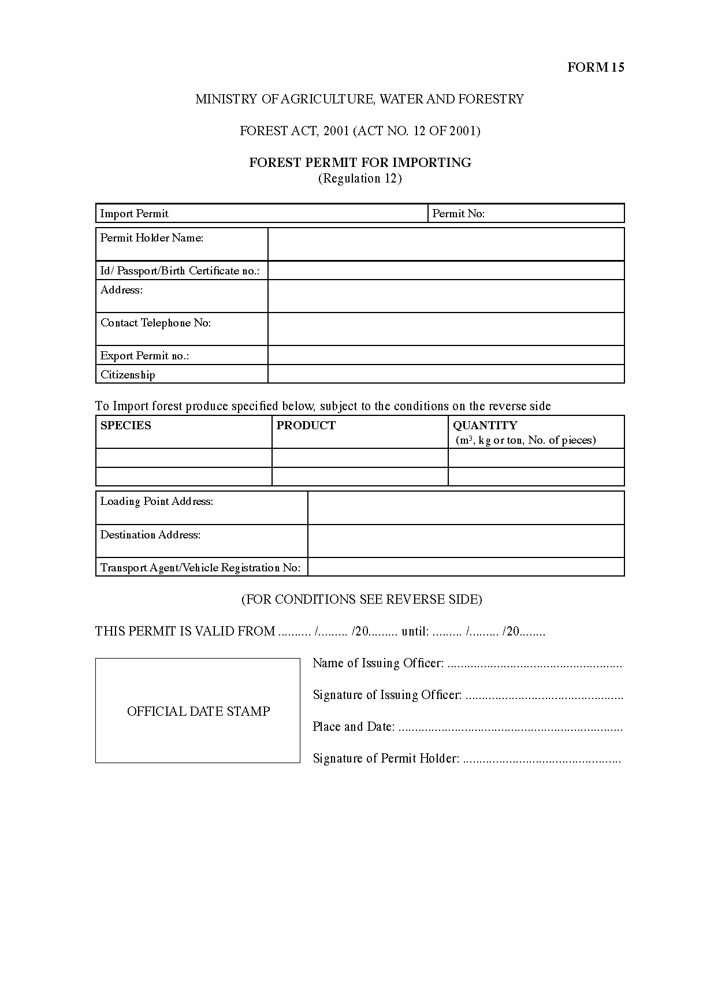 FORM 15
MINISTRY OF AGRICULTURE, WATER AND FORESTRY
FOREST ACT, 2001 (ACT NO. 12 OF 2001)
FOREST PERMIT FOR IMPORTING
(Regulation 12)
Import Permit Permit No:
Permit Holder Name:
Id/ Passport/Birth Certificate no.:
Address:
Contact Telephone No:
Export Permit no.:
Citizenship
To Import forest produce specified below, subject to the conditions on the reverse side
SPECIES PRODUCT QUANTITY
(m³, kg or ton, No. of pieces)
Loading Point Address:
Destination Address:
Transport Agent/Vehicle Registration No:
(FOR CONDITIONS SEE REVERSE SIDE)
THIS PERMIT IS VALID FROM .......... /......... /20......... until: ......... /......... /20........
Name of Issuing Officer: .....................................................
Signature of Issuing Officer: ................................................
OFFICIAL DATE STAMP
Place and Date: ....................................................................
Signature of Permit Holder: ................................................